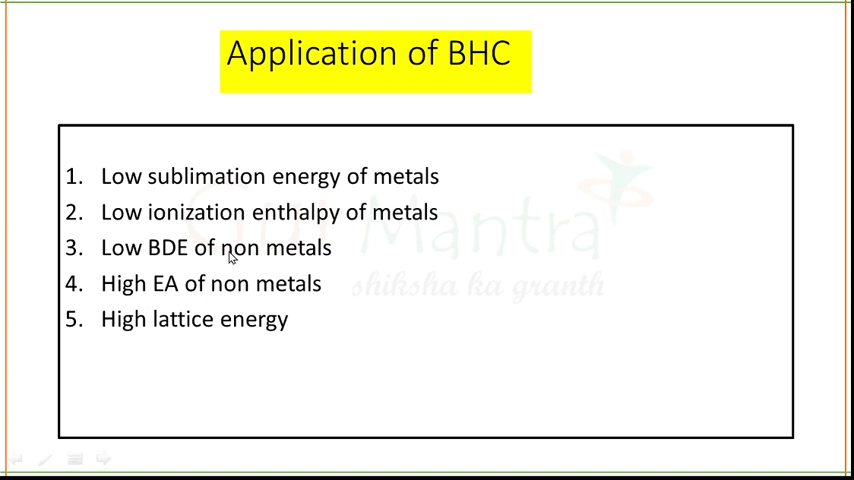 Application of BHC
1. Low sublimation energy of metals
2. Low ionization enthalpy of metals
3. Low BDE of non metals
4. High EA of non metals
5. High lattice energy
Mantra
shiksha ka granth